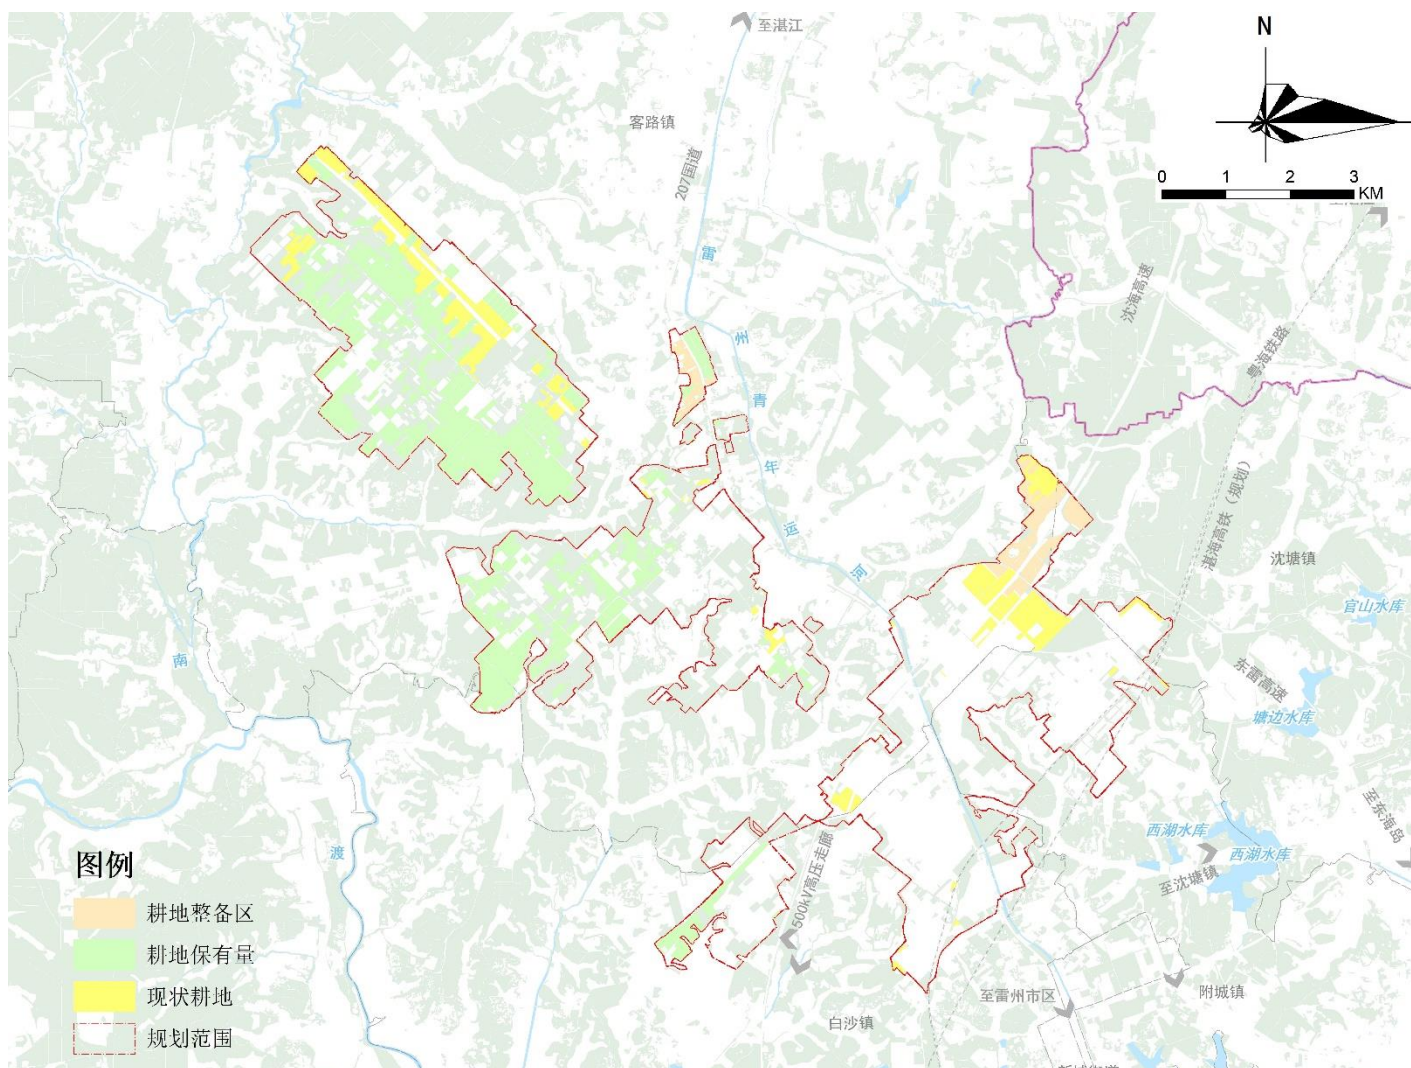 至湛江
N
客路镇
207国道
0 1 2 3 KM
雷州青年运河
沈海高速
粤海铁路
湛海高铁（规划）
沈塘镇
官山水库
南渡
东雷高速
塘边水库
至东海岛
西湖水库
西湖水库
至沈塘镇
500kV高压走廊
图例
耕地整备区
耕地保有量
现状耕地
规划范围
至雷州市区
附城镇
白沙镇